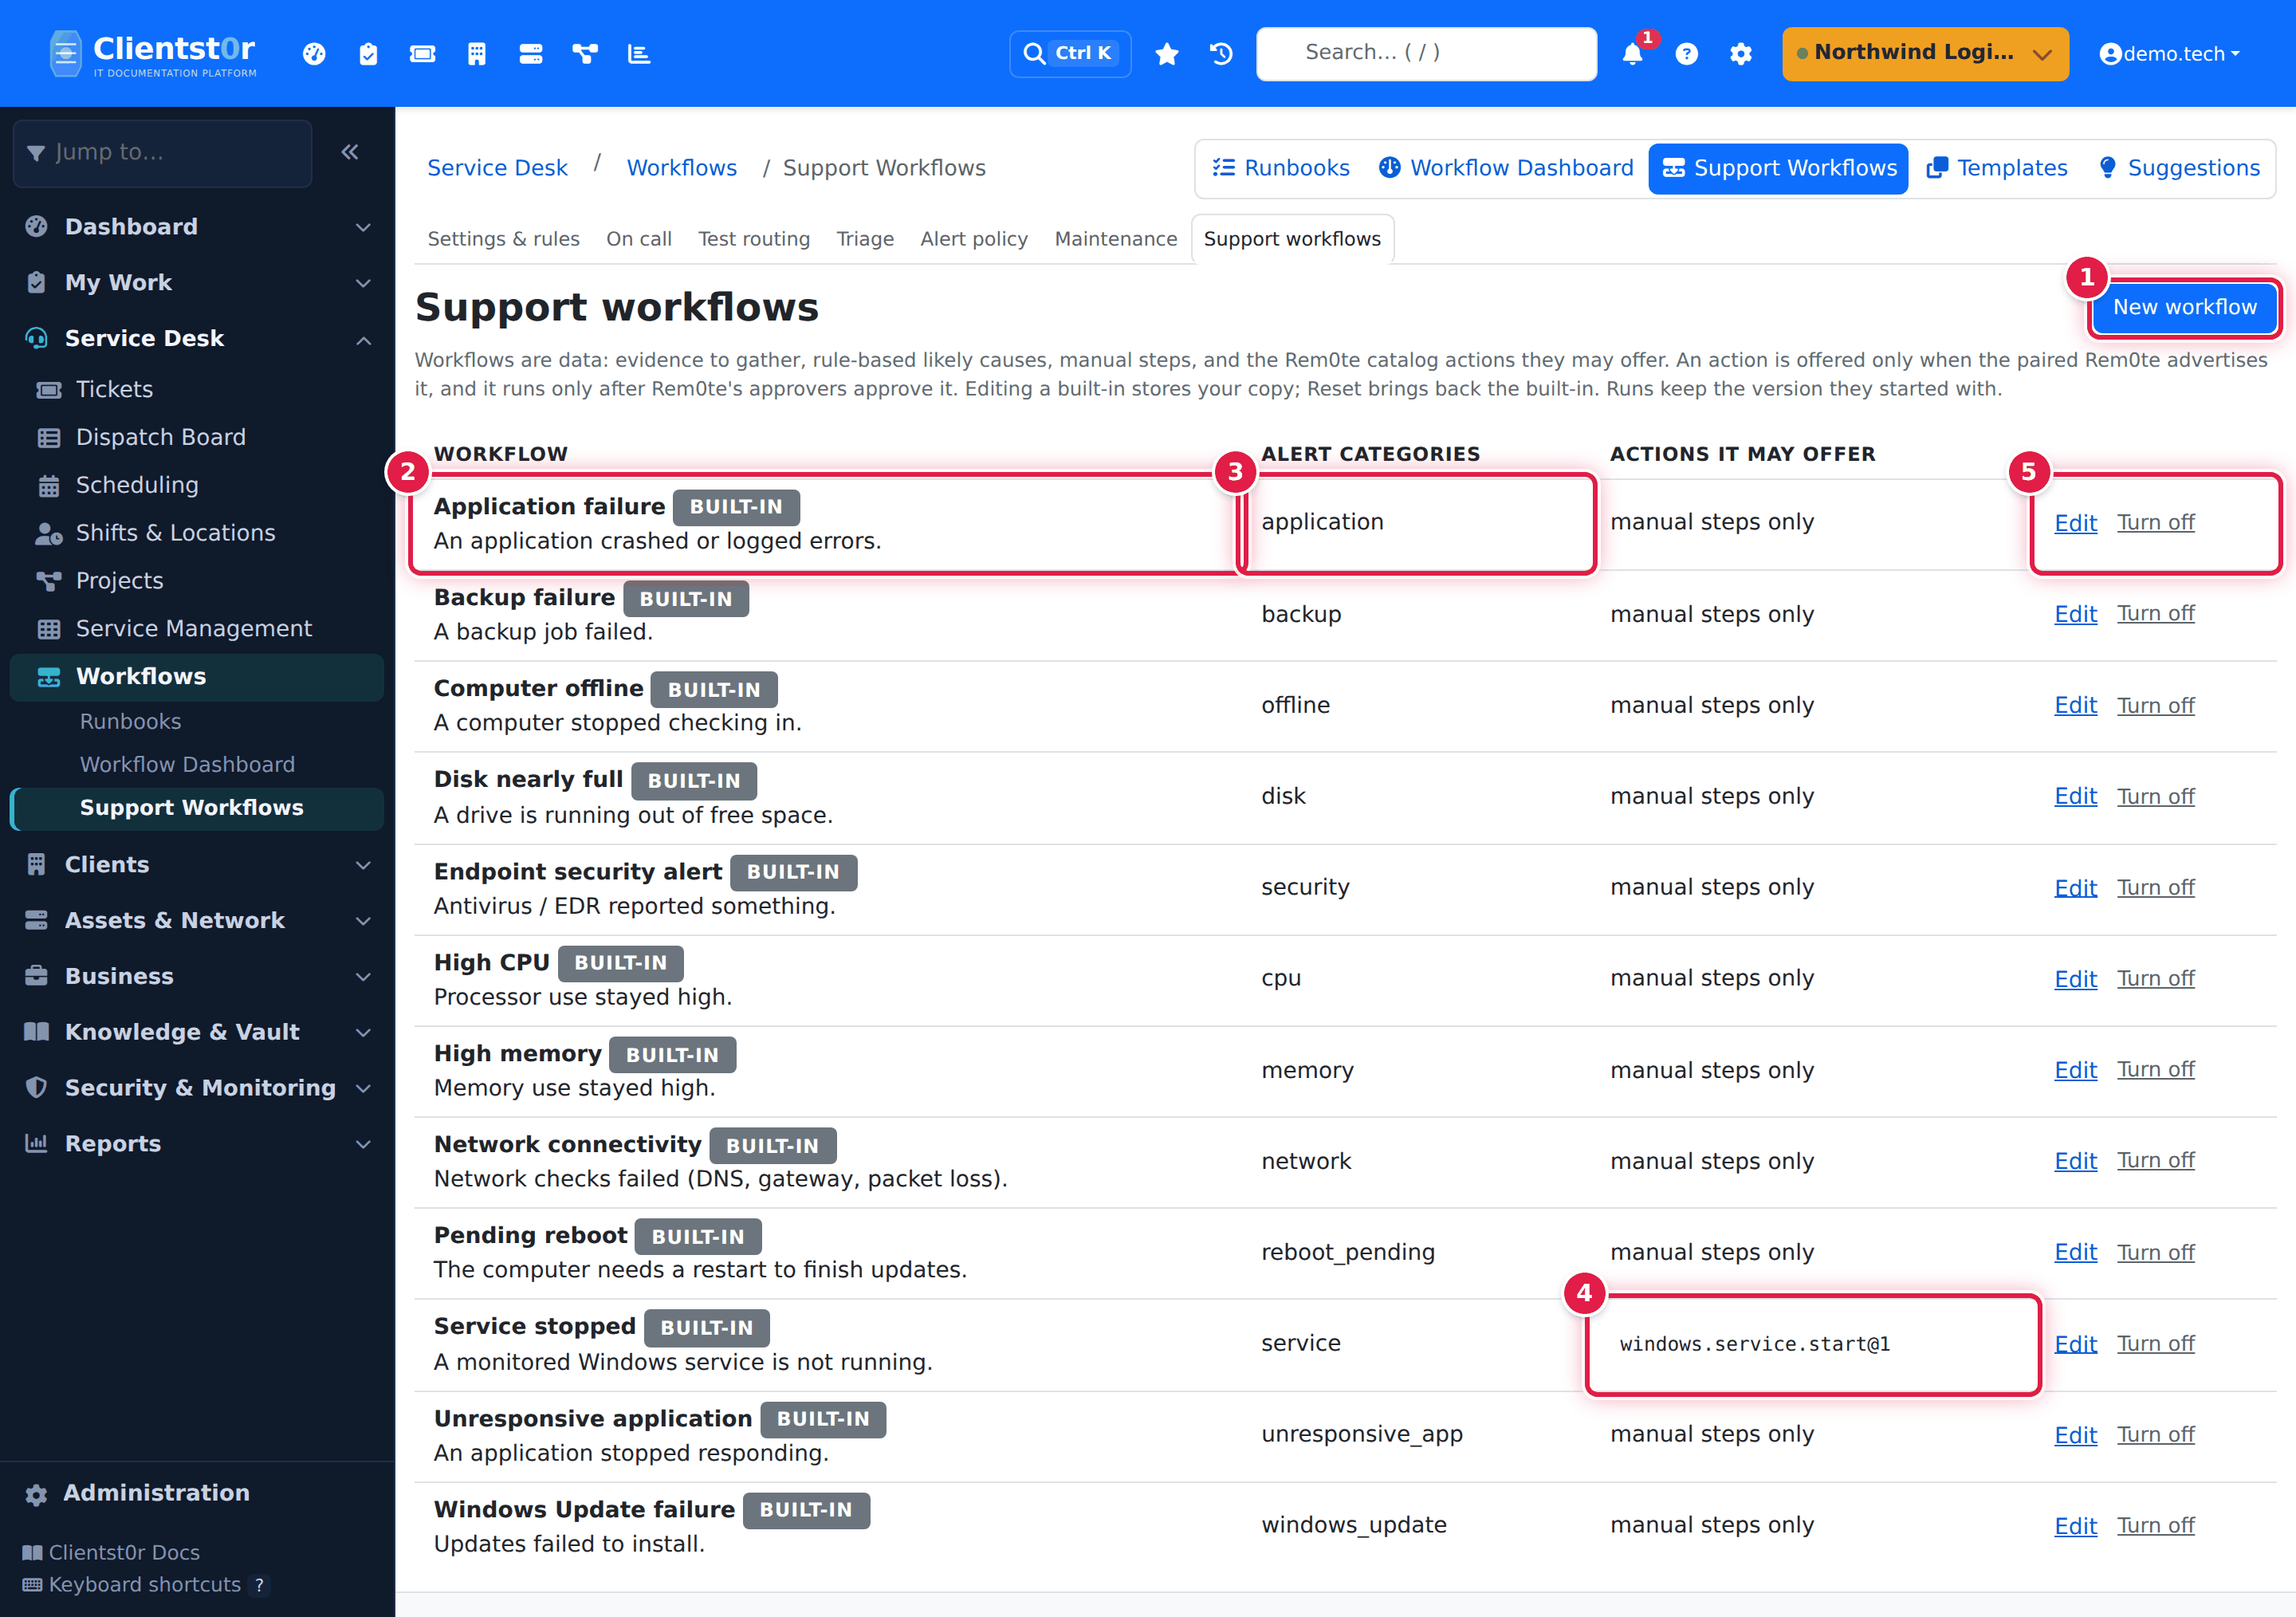 Clientst0r
IT DOCUMENTATION PLATFORM
Ctrl K
Search... ( / )
1
Northwind Logi...
demo.tech
Jump to...
Dashboard
My Work
Service Desk
Tickets
Dispatch Board
Scheduling
Shifts & Locations
Projects
Service Management
Workflows
Runbooks
Workflow Dashboard
Support Workflows
Clients
Assets & Network
Business
Knowledge & Vault
Security & Monitoring
Reports
Administration
Clientst0r Docs
Keyboard shortcuts ?
Service Desk / Workflows / Support Workflows
Runbooks Workflow Dashboard Support Workflows Templates Suggestions
Settings & rules On call Test routing Triage Alert policy Maintenance Support workflows
Support workflows
1
New workflow
Workflows are data: evidence to gather, rule-based likely causes, manual steps, and the Rem0te catalog actions they may offer. An action is offered only when the paired Rem0te advertises
it, and it runs only after Rem0te's approvers approve it. Editing a built-in stores your copy; Reset brings back the built-in. Runs keep the version they started with.
WORKFLOW ALERT CATEGORIES ACTIONS IT MAY OFFER
2 3 5
Application failure BUILT-IN
An application crashed or logged errors.
application manual steps only Edit Turn off
Backup failure BUILT-IN
A backup job failed.
backup manual steps only Edit Turn off
Computer offline BUILT-IN
A computer stopped checking in.
offline manual steps only Edit Turn off
Disk nearly full BUILT-IN
A drive is running out of free space.
disk manual steps only Edit Turn off
Endpoint security alert BUILT-IN
Antivirus / EDR reported something.
security manual steps only Edit Turn off
High CPU BUILT-IN
Processor use stayed high.
cpu manual steps only Edit Turn off
High memory BUILT-IN
Memory use stayed high.
memory manual steps only Edit Turn off
Network connectivity BUILT-IN
Network checks failed (DNS, gateway, packet loss).
network manual steps only Edit Turn off
Pending reboot BUILT-IN
The computer needs a restart to finish updates.
reboot_pending manual steps only Edit Turn off
4
Service stopped BUILT-IN
A monitored Windows service is not running.
service windows.service.start@1 Edit Turn off
Unresponsive application BUILT-IN
An application stopped responding.
unresponsive_app manual steps only Edit Turn off
Windows Update failure BUILT-IN
Updates failed to install.
windows_update manual steps only Edit Turn off